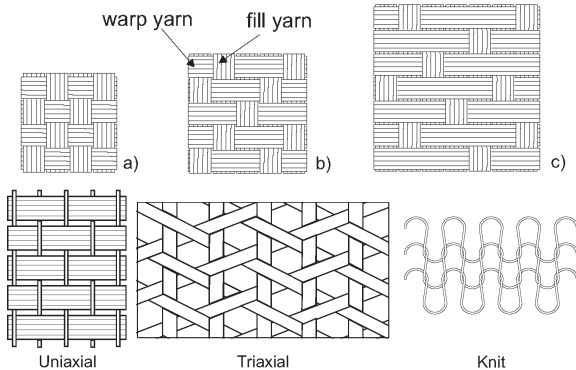 warp yarn
fill yarn
a)
b)
c)
Uniaxial
Triaxial
Knit